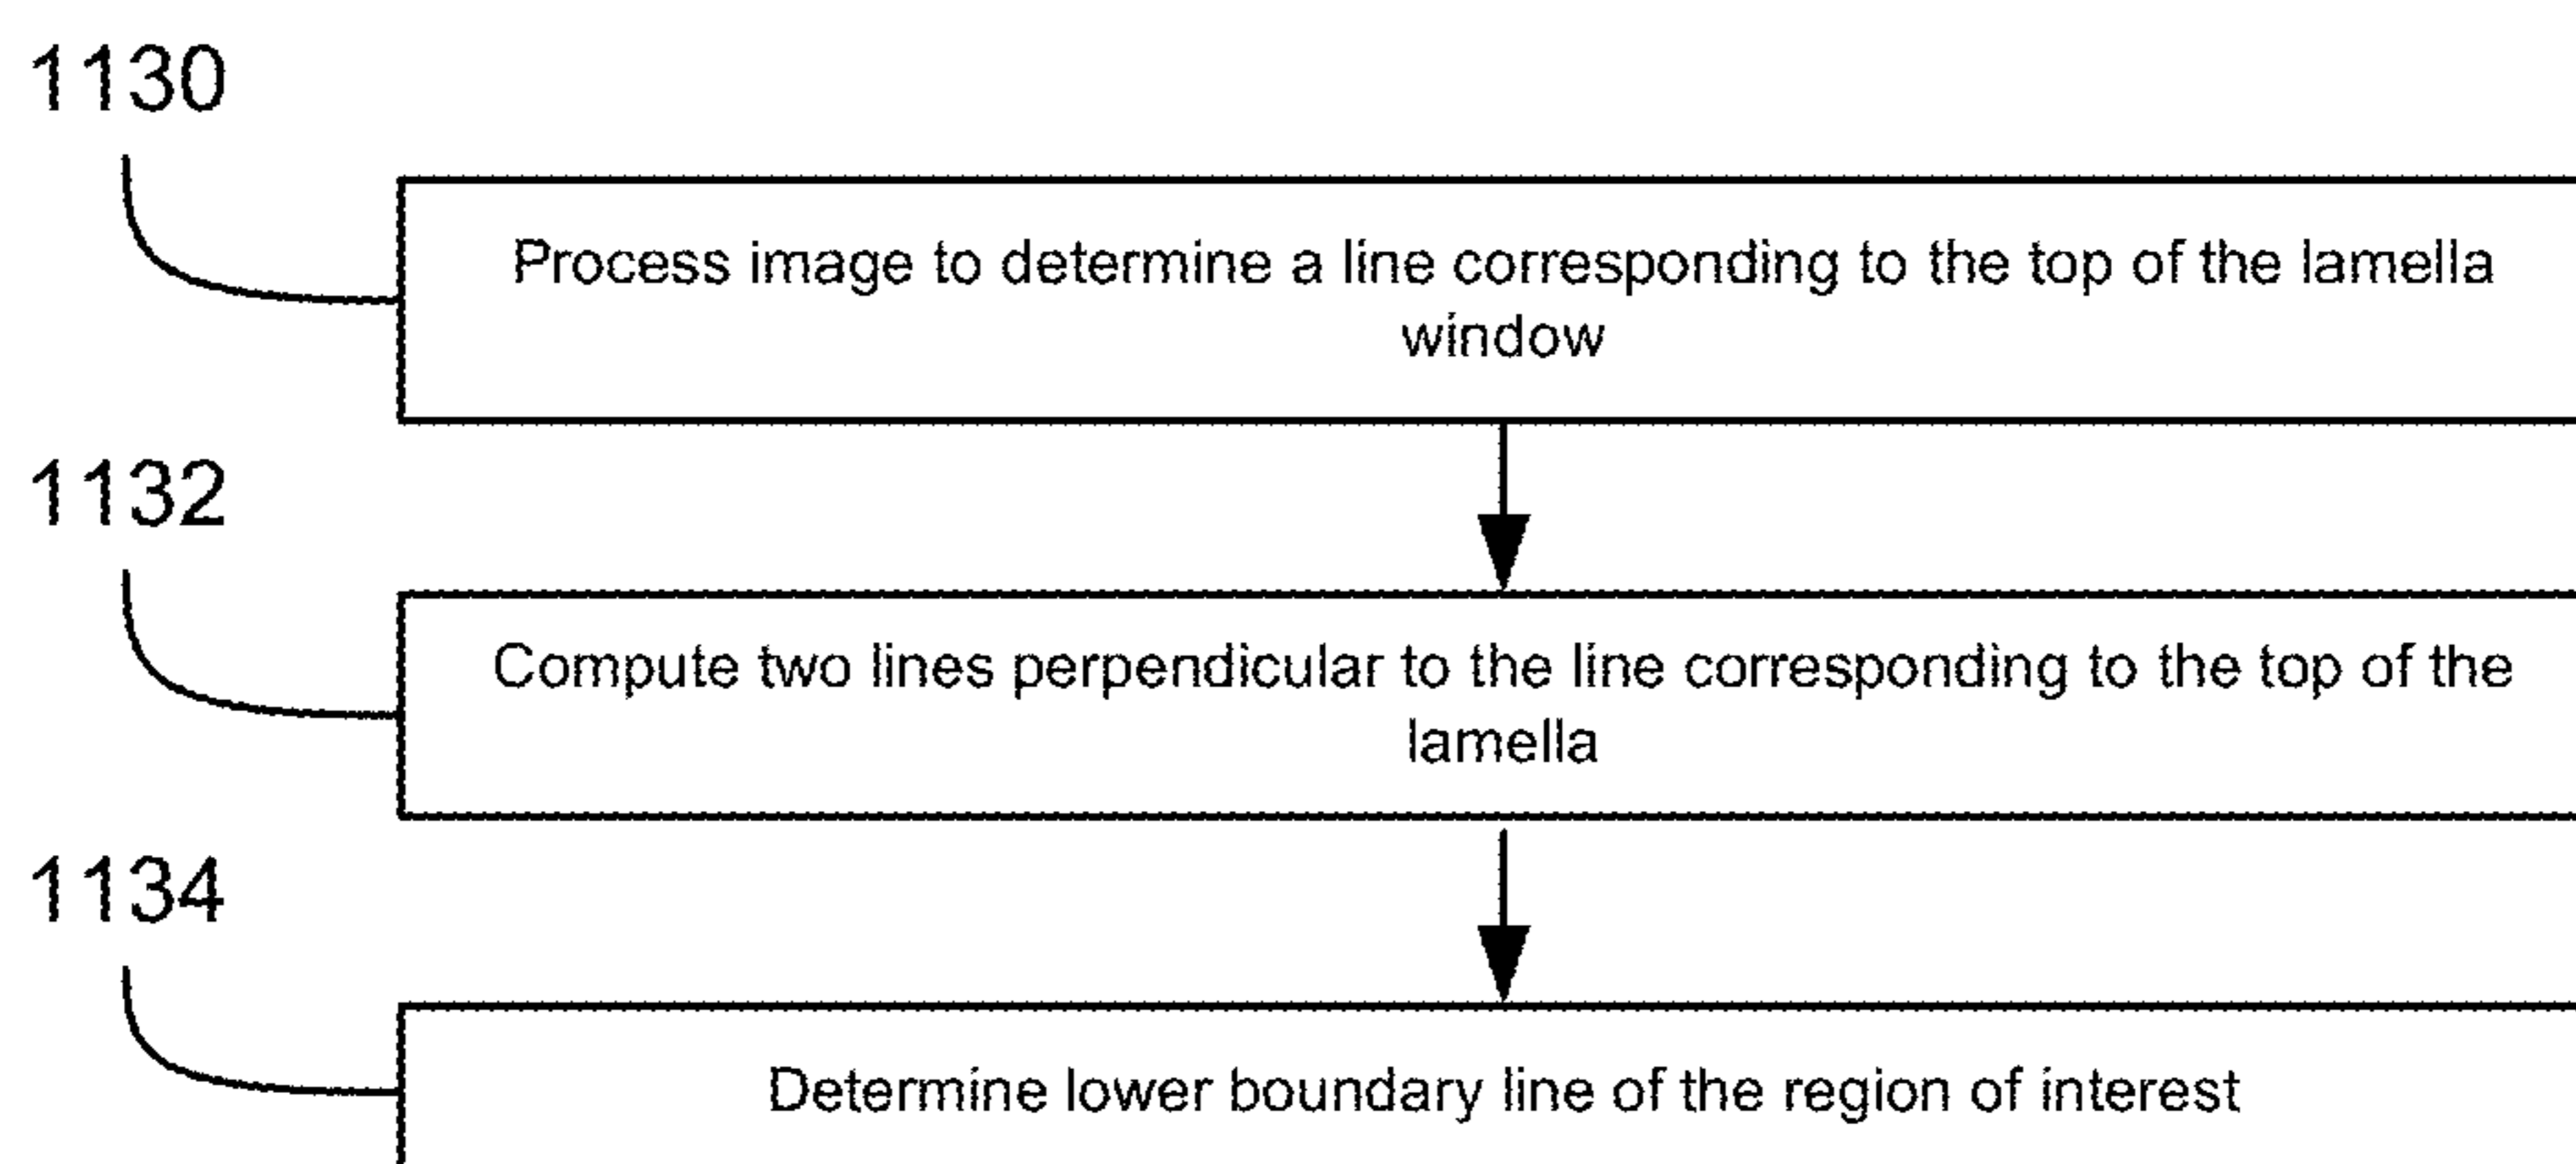 1130
Process image to determine a line corresponding to the top of the lamella
window
1132
Compute two lines perpendicular to the line corresponding to the top of the
lamella
1134
Determine lower boundary line of the region of interest